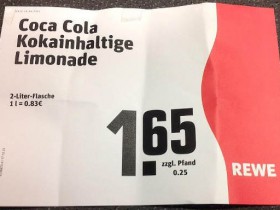 Coca Cola
Kokainhaltige
Limonade
2-Liter-Flasche
1 l = 0.83€
1.65
zzgl. Pfand
0.25
REWE